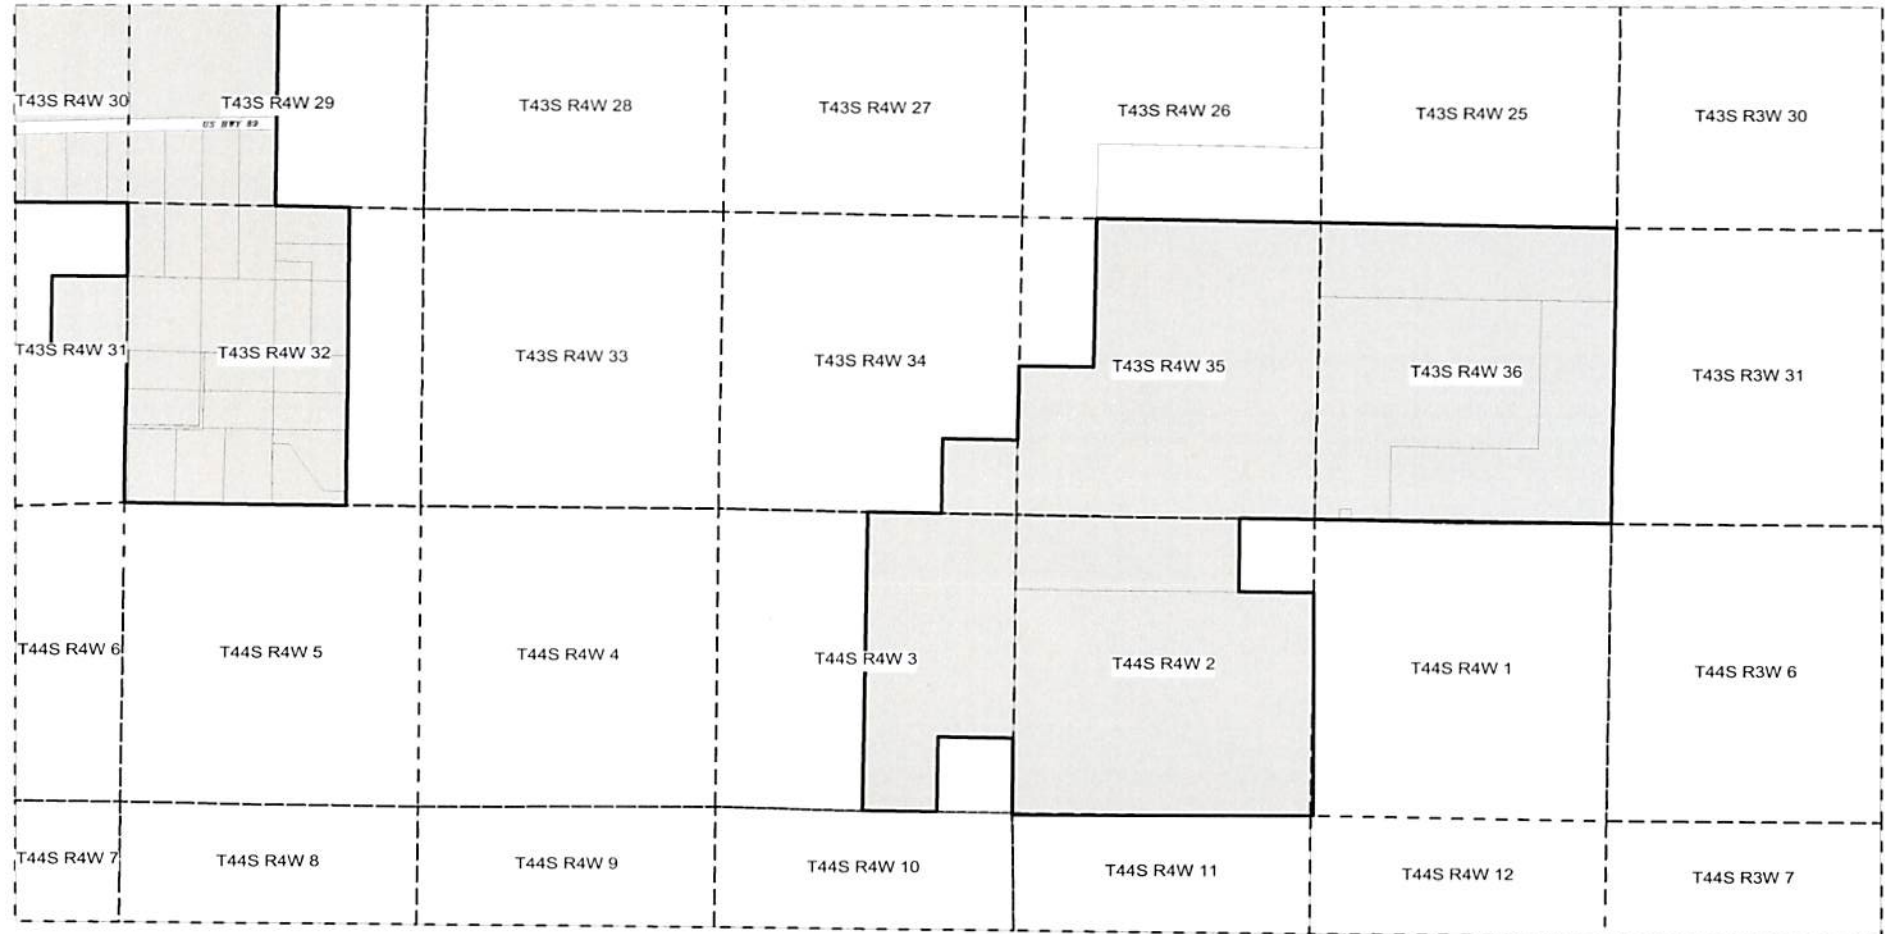 T43S R4W 30
T43S R4W 29
T43S R4W 28
T43S R4W 27
T43S R4W 26
T43S R4W 25
T43S R3W 30
US HWY 89
T43S R4W 31
T43S R4W 32
T43S R4W 33
T43S R4W 34
T43S R4W 35
T43S R4W 36
T43S R3W 31
T44S R4W 6
T44S R4W 5
T44S R4W 4
T44S R4W 3
T44S R4W 2
T44S R4W 1
T44S R3W 6
T44S R4W 7
T44S R4W 8
T44S R4W 9
T44S R4W 10
T44S R4W 11
T44S R4W 12
T44S R3W 7